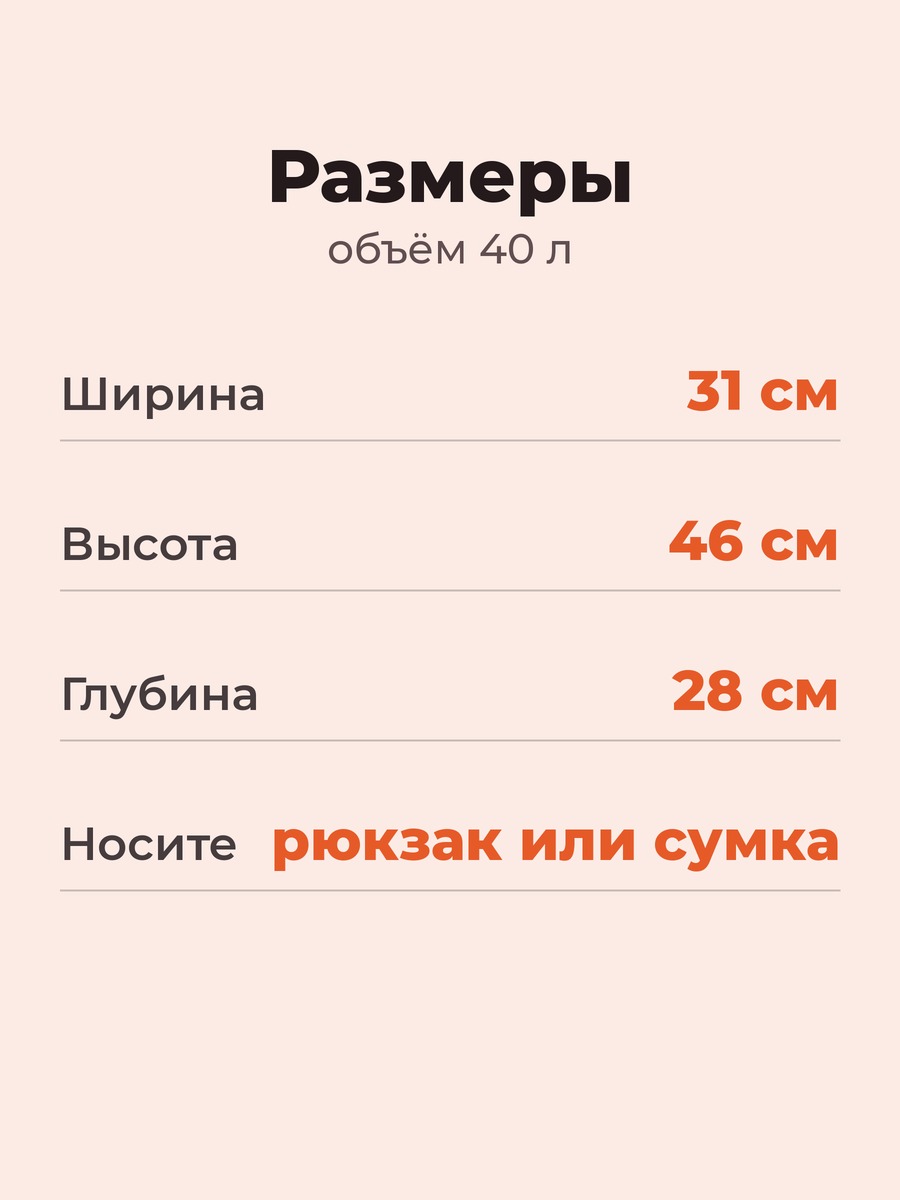 Размеры
объём 40 л
Ширина 31 см
Высота 46 см
Глубина 28 см
Носите рюкзак или сумка